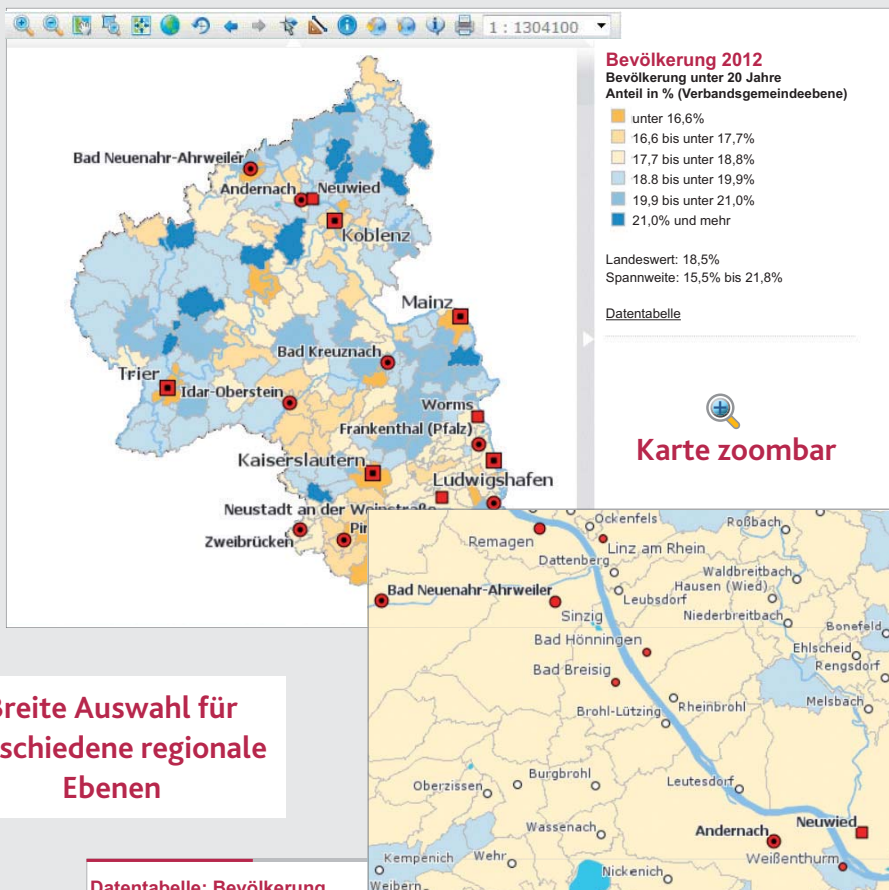 1 : 1304100
Bevölkerung 2012
Bevölkerung unter 20 Jahre
Anteil in % (Verbandsgemeindeebene)
unter 16,6%
16,6 bis unter 17,7%
17,7 bis unter 18,8%
18.8 bis unter 19,9%
19,9 bis unter 21,0%
21,0% und mehr
Landeswert: 18,5%
Spannweite: 15,5% bis 21,8%
Datentabelle
Karte zoombar
Bad Neuenahr-Ahrweiler
Andernach
Neuwied
Koblenz
Mainz
Bad Kreuznach
Trier
Idar-Oberstein
Worms
Frankenthal (Pfalz)
Kaiserslautern
Ludwigshafen
Neustadt an der Weinstraße
Zweibrücken
Pir
Ockenfels
Roßbach
Remagen
Linz am Rhein
Dattenberg
Waldbreitbach
Bad Neuenahr-Ahrweiler
Hausen (Wied)
Leubsdorf
Sinzig
Niederbreitbach
Bonefeld
Bad Hönningen
Ehlscheid
Rengsdorf
Bad Breisig
Melsbach
Brohl-Lützing
Rheinbrohl
Burgbrohl
Oberzissen
Leutesdorf
Wassenach
Andernach
Neuwied
Kempenich
Wehr
Weißenthurm
Nickenich
Weibern
Breite Auswahl für
schiedene regionale
Ebenen
Datentabelle: Bevölkerung